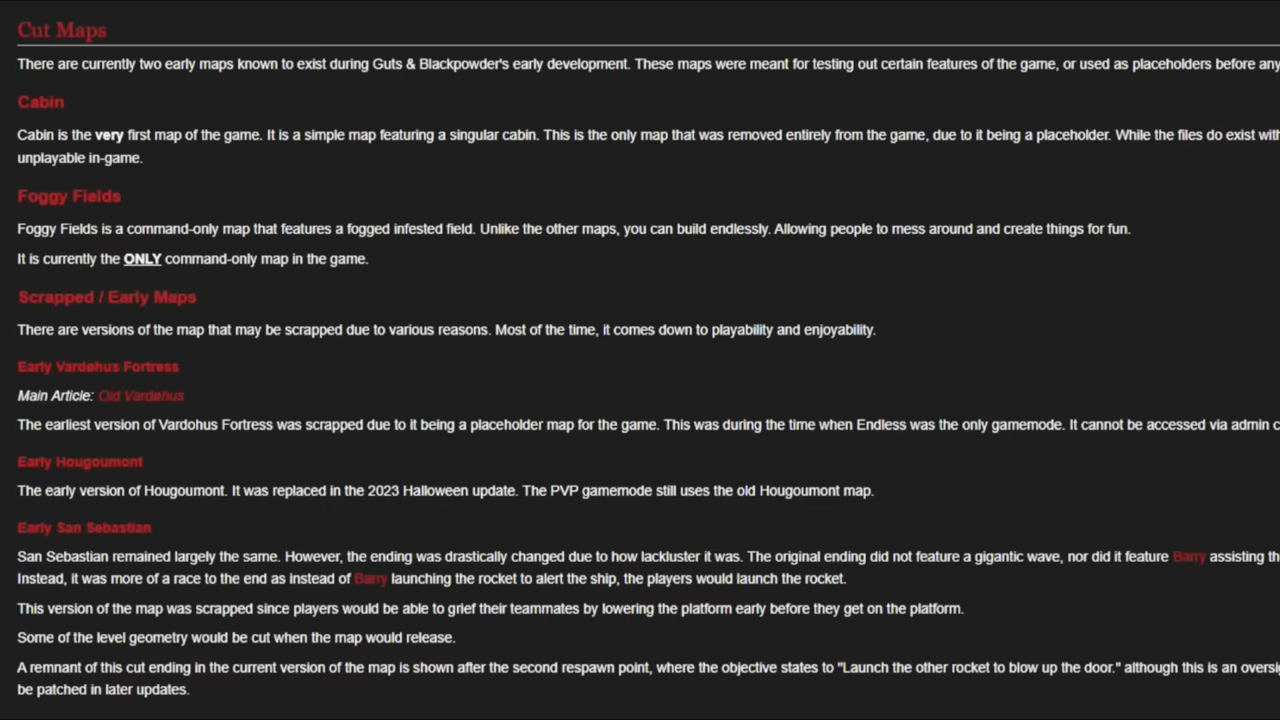 Cut Maps
There are currently two early maps known to exist during Guts & Blackpowder's early development. These maps were meant for testing out certain features of the game, or used as placeholders before any
Cabin
Cabin is the very first map of the game. It is a simple map featuring a singular cabin. This is the only map that was removed entirely from the game, due to it being a placeholder. While the files do exist with
unplayable in-game.
Foggy Fields
Foggy Fields is a command-only map that features a fogged infested field. Unlike the other maps, you can build endlessly. Allowing people to mess around and create things for fun.
It is currently the ONLY command-only map in the game.
Scrapped / Early Maps
There are versions of the map that may be scrapped due to various reasons. Most of the time, it comes down to playability and enjoyability.
Early Vardøhus Fortress
Main Article: Old Vardøhus
The earliest version of Vardohus Fortress was scrapped due to it being a placeholder map for the game. This was during the time when Endless was the only gamemode. It cannot be accessed via admin c
Early Hougoumont
The early version of Hougoumont. It was replaced in the 2023 Halloween update. The PVP gamemode still uses the old Hougoumont map.
Early San Sebastian
San Sebastian remained largely the same. However, the ending was drastically changed due to how lackluster it was. The original ending did not feature a gigantic wave, nor did it feature Barry assisting th
Instead, it was more of a race to the end as instead of Barry launching the rocket to alert the ship, the players would launch the rocket.
This version of the map was scrapped since players would be able to grief their teammates by lowering the platform early before they get on the platform.
Some of the level geometry would be cut when the map would release.
A remnant of this cut ending in the current version of the map is shown after the second respawn point, where the objective states to "Launch the other rocket to blow up the door." although this is an oversi
be patched in later updates.